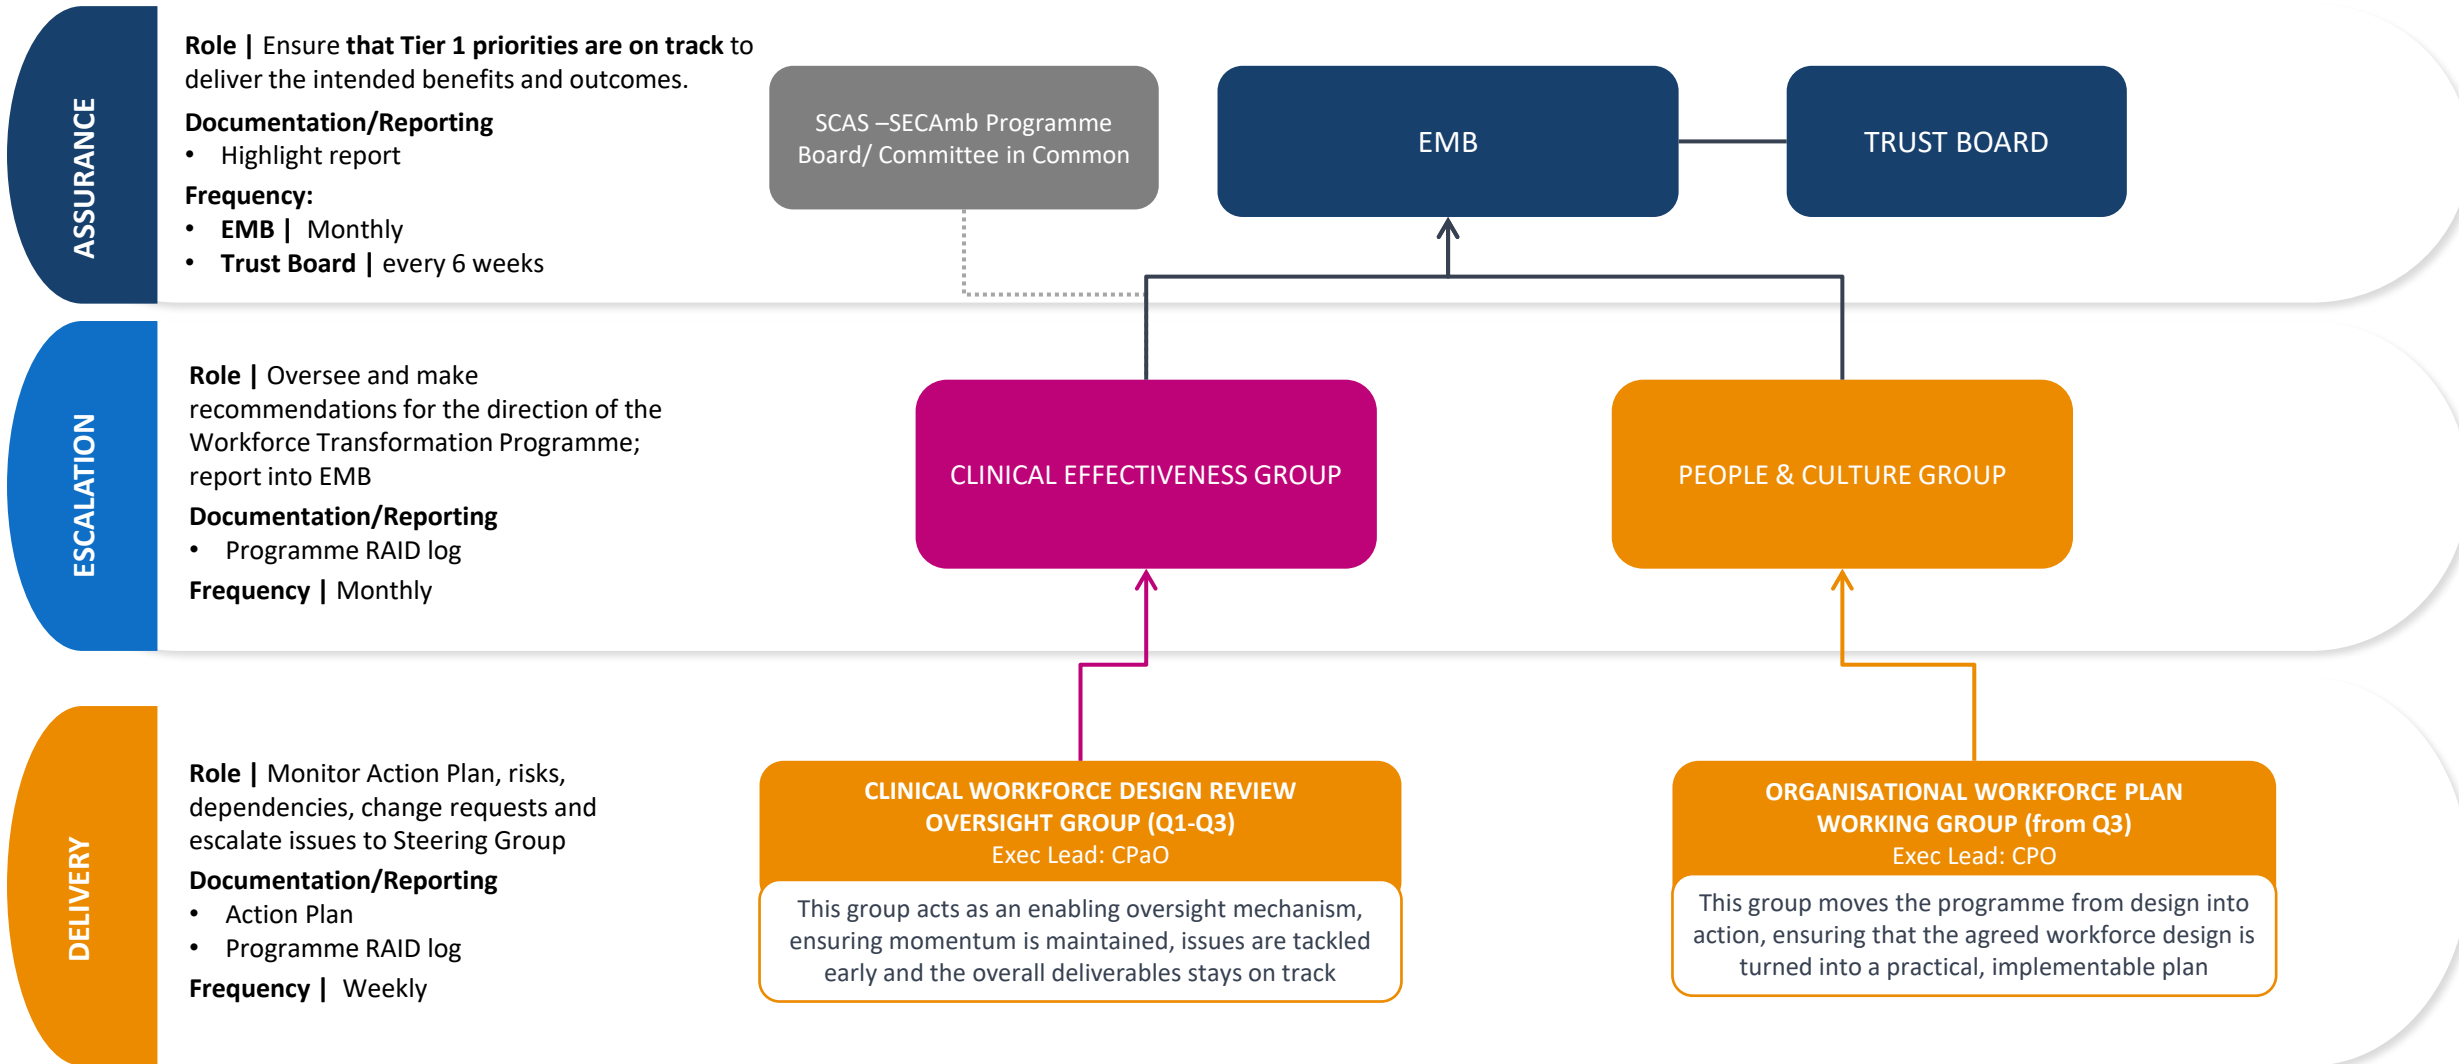 ASSURANCE
Role | Ensure that Tier 1 priorities are on track to
deliver the intended benefits and outcomes.
Documentation/Reporting
• Highlight report
Frequency:
• EMB | Monthly
• Trust Board | every 6 weeks
SCAS –SECAmb Programme
Board/ Committee in Common
EMB
TRUST BOARD
ESCALATION
Role | Oversee and make
recommendations for the direction of the
Workforce Transformation Programme;
report into EMB
Documentation/Reporting
• Programme RAID log
Frequency | Monthly
CLINICAL EFFECTIVENESS GROUP
PEOPLE & CULTURE GROUP
DELIVERY
Role | Monitor Action Plan, risks,
dependencies, change requests and
escalate issues to Steering Group
Documentation/Reporting
• Action Plan
• Programme RAID log
Frequency | Weekly
CLINICAL WORKFORCE DESIGN REVIEW
OVERSIGHT GROUP (Q1-Q3)
Exec Lead: CPaO
This group acts as an enabling oversight mechanism,
ensuring momentum is maintained, issues are tackled
early and the overall deliverables stays on track
ORGANISATIONAL WORKFORCE PLAN
WORKING GROUP (from Q3)
Exec Lead: CPO
This group moves the programme from design into
action, ensuring that the agreed workforce design is
turned into a practical, implementable plan